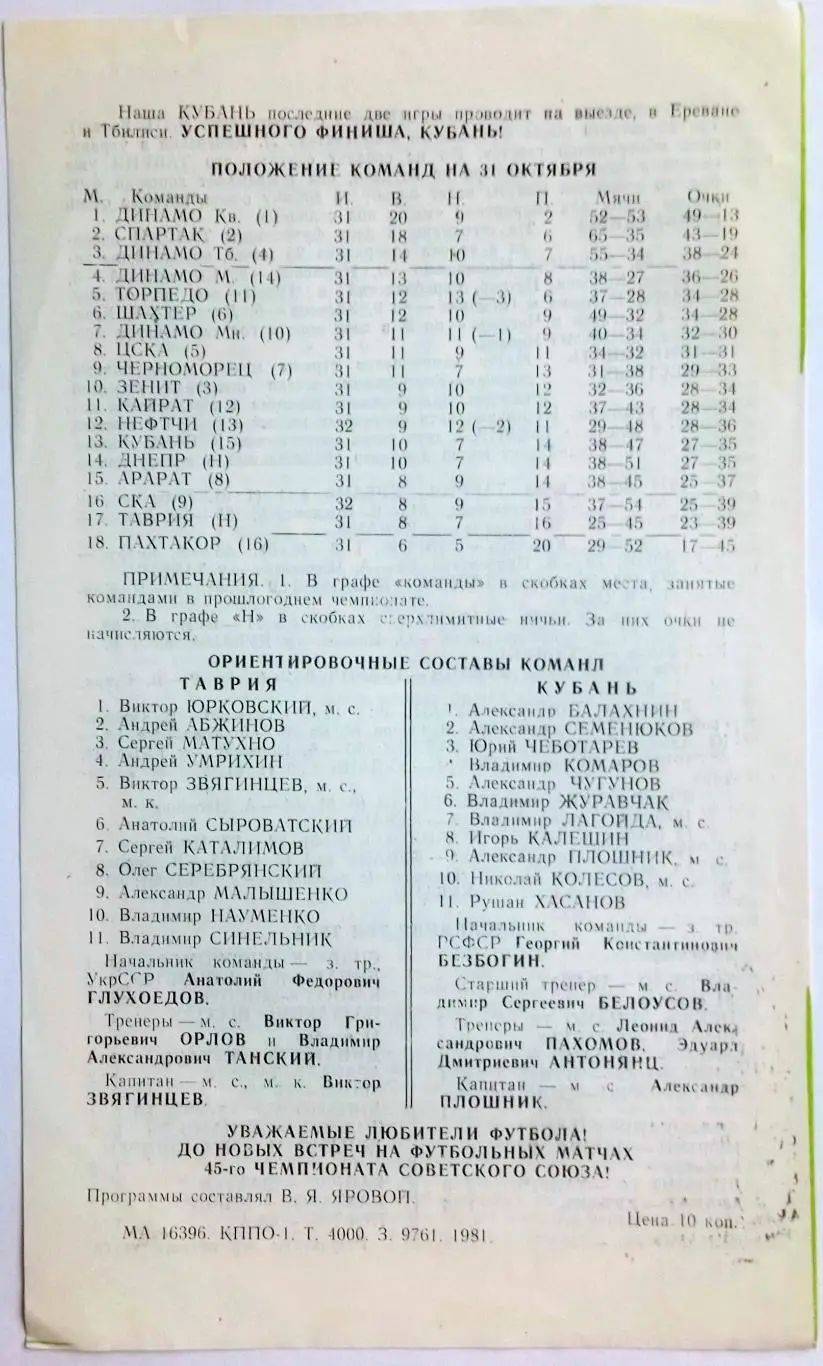 Наша КУБАНЬ последние две игры проводит на выезде, в Ереване
и Тбилиси. УСПЕШНОГО ФИНИША, КУБАНЬ!
ПОЛОЖЕНИЕ КОМАНД НА 31 ОКТЯБРЯ
М. Команды И. В. Н. П. Мячи Очки
1. ДИНАМО Кв. (1) 31 20 9 2 52—53 49—13
2. СПАРТАК (2) 31 18 7 6 65—35 43—19
3. ДИНАМО Тб. (4) 31 14 10 7 55—34 38—24
4. ДИНАМО М. (14) 31 13 10 8 38—27 36—26
5. ТОРПЕДО (11) 31 12 13 (—3) 6 37—28 34—28
6. ШАХТЕР (6) 31 12 10 9 49—32 34—28
7. ДИНАМО Мн. (10) 31 11 11 (—1) 9 40—34 32—30
8. ЦСКА (5) 31 11 9 11 34—32 31—31
9. ЧЕРНОМОРЕЦ (7) 31 11 7 13 31—38 29—33
10. ЗЕНИТ (3) 31 9 10 12 32—36 28—34
11. КАЙРАТ (12) 31 9 10 12 37—43 28—34
12. НЕФТЧИ (13) 32 9 12 (—2) 11 29—48 28—36
13. КУБАНЬ (15) 31 10 7 14 38—47 27—35
14. ДНЕПР (Н) 31 10 7 14 38—51 27—35
15. АРАРАТ (8) 31 8 9 14 38—45 25—37
16 СКА (9) 32 8 9 15 37—54 25—39
17. ТАВРИЯ (Н) 31 8 7 16 25—45 23—39
18. ПАХТАКОР (16) 31 6 5 20 29—52 17—45
ПРИМЕЧАНИЯ. 1. В графе «команды» в скобках места, занятые
командами в прошлогоднем чемпионате.
2. В графе «Н» в скобках сверхлимитные ничьи. За них очки не
начисляются.
ОРИЕНТИРОВОЧНЫЕ СОСТАВЫ КОМАНД
ТАВРИЯ
1. Виктор ЮРКОВСКИЙ, м. с.
2. Андрей АБЖИНОВ
3. Сергей МАТУХНО
4. Андрей УМРИХИН
5. Виктор ЗВЯГИНЦЕВ, м. с.,
м. к.
6. Анатолий СЫРОВАТСКИЙ
7. Сергей КАТАЛИМОВ
8. Олег СЕРЕБРЯНСКИЙ
9. Александр МАЛЫШЕНКО
10. Владимир НАУМЕНКО
11. Владимир СИНЕЛЬНИК
Начальник команды — з. тр.,
УкрССР Анатолий Федорович
ГЛУХОЕДОВ.
Тренеры — м. с. Виктор Гри-
горьевич ОРЛОВ и Владимир
Александрович ТАНСКИЙ.
Капитан — м. с., м. к. Виктор
ЗВЯГИНЦЕВ.
КУБАНЬ
1. Александр БАЛАХНИН
2. Александр СЕМЕНЮКОВ
3. Юрий ЧЕБОТАРЕВ
Владимир КОМАРОВ
5. Александр ЧУГУНОВ
6. Владимир ЖУРАВЧАК
7. Владимир ЛАГОЙДА, м. с.
8. Игорь КАЛЕШИН
9. Александр ПЛОШНИК, м с.
10. Николай КОЛЕСОВ, м. с.
11. Рушан ХАСАНОВ
Начальник команды — з. тр.
РСФСР Георгий Константинович
БЕЗБОГИН.
Старший тренер — м с. Вла-
димир Сергеевич БЕЛОУСОВ.
Тренеры — м с. Леонид Алек
сандрович ПАХОМОВ, Эдуард
Дмитриевич АНТОНЯНЦ.
Капитан — м с Александр
ПЛОШНИК.
УВАЖАЕМЫЕ ЛЮБИТЕЛИ ФУТБОЛА!
ДО НОВЫХ ВСТРЕЧ НА ФУТБОЛЬНЫХ МАТЧАХ
45-го ЧЕМПИОНАТА СОВЕТСКОГО СОЮЗА!
Программы составлял В. Я. ЯРОВОЙ.
Цена 10 коп.
МА 16396. КППО-1. Т. 4000. З. 9761. 1981.